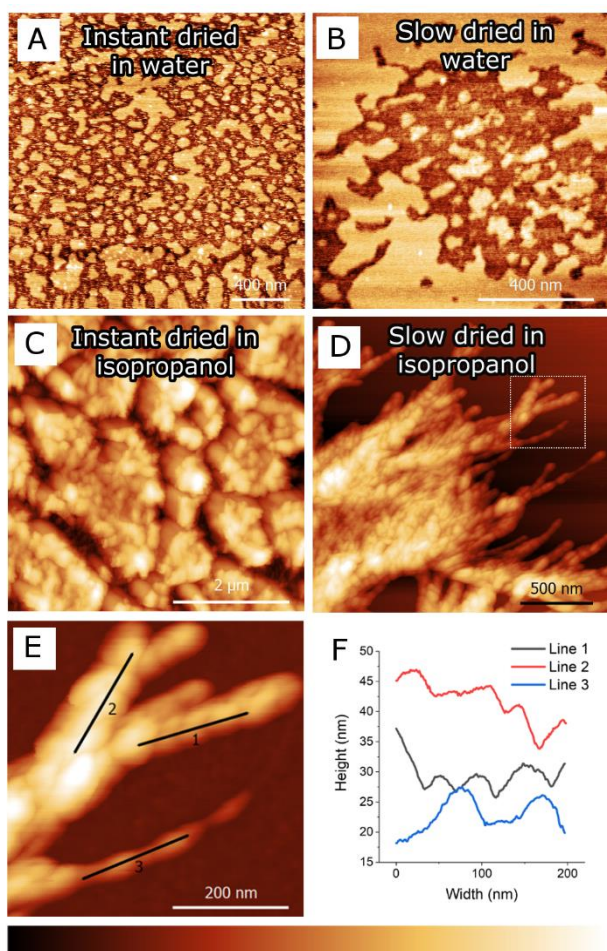 A
Instant dried
in water
400 nm
B
Slow dried in
water
400 nm
C
Instant dried in
isopropanol
2 µm
D
Slow dried in
isopropanol
500 nm
E
2
1
3
200 nm
F
Line 1
Line 2
Line 3
Height (nm)
50
45
40
35
30
25
20
15
0
100
200
Width (nm)